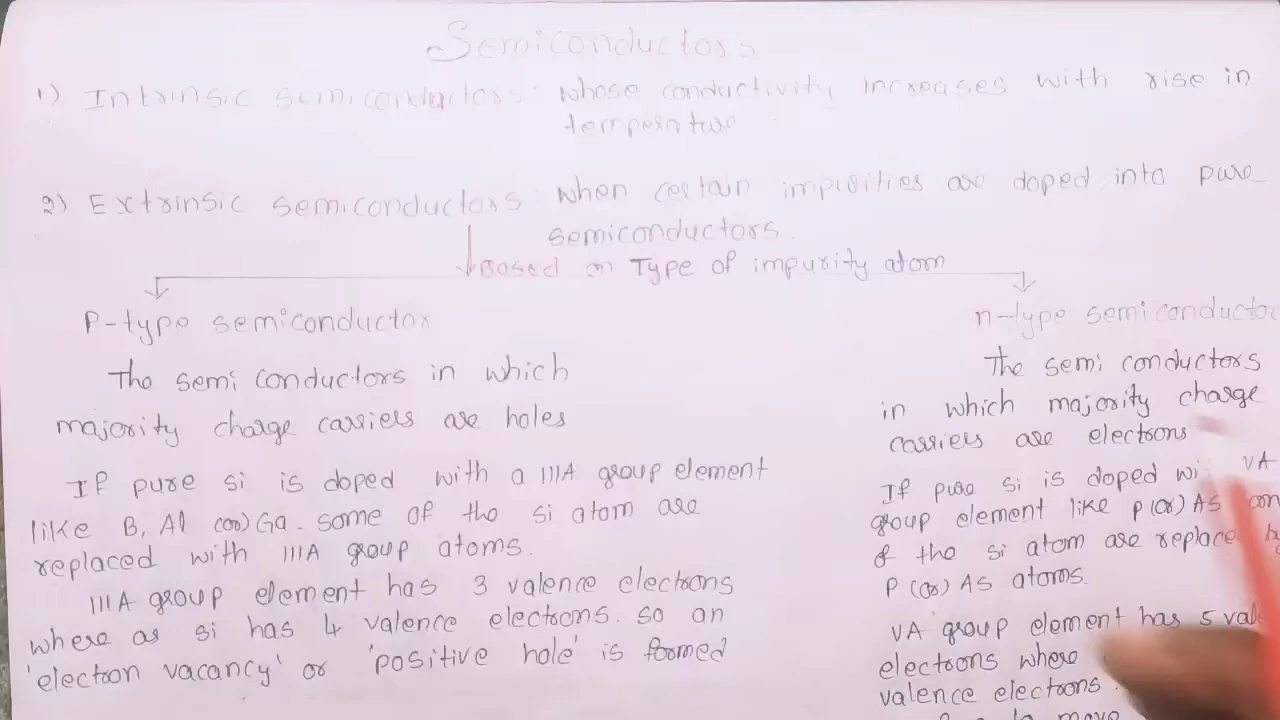 Semiconductors
1) Intrinsic semiconductors: whose conductivity increases with rise in
temperature
2) Extrinsic semiconductors: when certain impurities are doped into pure
semiconductors.
Based on Type of impurity atom
P-type semiconductor
The semi conductors in which
majority charge carriers are holes
If pure si is doped with a IIIA group element
like B, Al (or) Ga. some of the si atom are
replaced with IIIA group atoms.
IIIA group element has 3 valence electrons
where as si has 4 valence electrons. so an
'electron vacancy' or 'positive hole' is formed
n-type semiconductor
The semi conductors
in which majority charge
carriers are electrons
If pure si is doped VA
group element like P (or) As
of the si atom are
P (or) As atoms.
VA group element has 5
electrons where
valence electrons.
to move